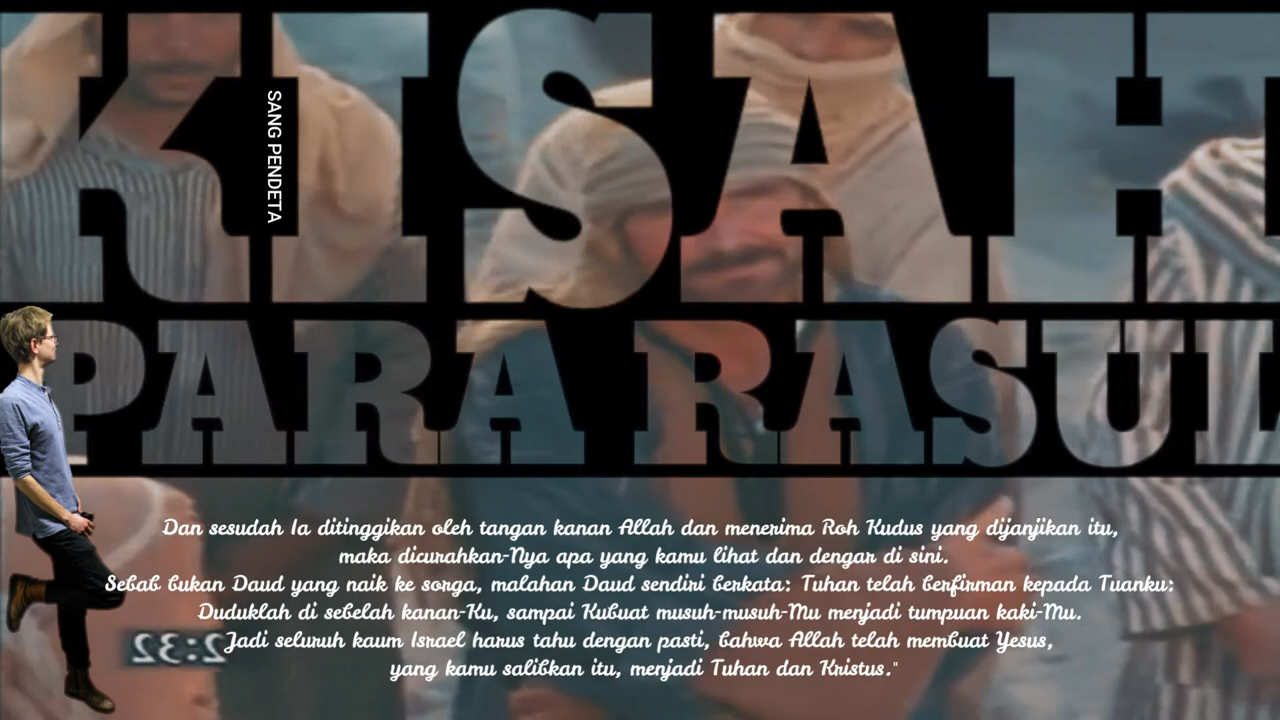 KISAH
SANG PENDETA
PARA RASUL
Dan sesudah Ia ditinggikan oleh tangan kanan Allah dan menerima Roh Kudus yang dijanjikan itu,
maka dicurahkan-Nya apa yang kamu lihat dan dengar di sini.
Sebab bukan Daud yang naik ke sorga, malahan Daud sendiri berkata: Tuhan telah berfirman kepada Tuanku:
Duduklah di sebelah kanan-Ku, sampai Kubuat musuh-musuh-Mu menjadi tumpuan kaki-Mu.
2:32
Jadi seluruh kaum Israel harus tahu dengan pasti, bahwa Allah telah membuat Yesus,
yang kamu salibkan itu, menjadi Tuhan dan Kristus."